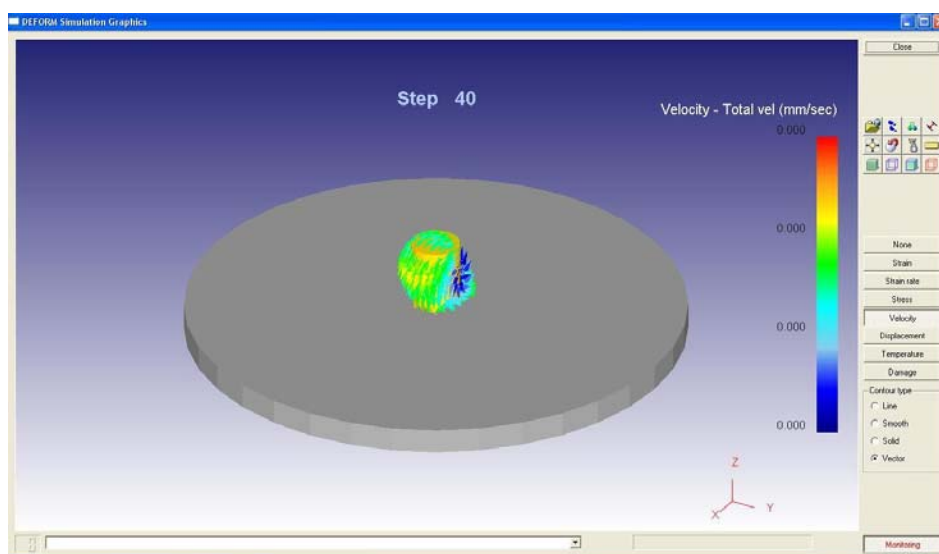 DEFORM Simulation Graphics
Close
Step 40
Velocity - Total vel (mm/sec)
0.000
0.000
0.000
0.000
None
Strain
Strain rate
Stress
Velocity
Displacement
Temperature
Damage
Contour type
Line
Smooth
Solid
Vector
Z
X
Y
Monitoring